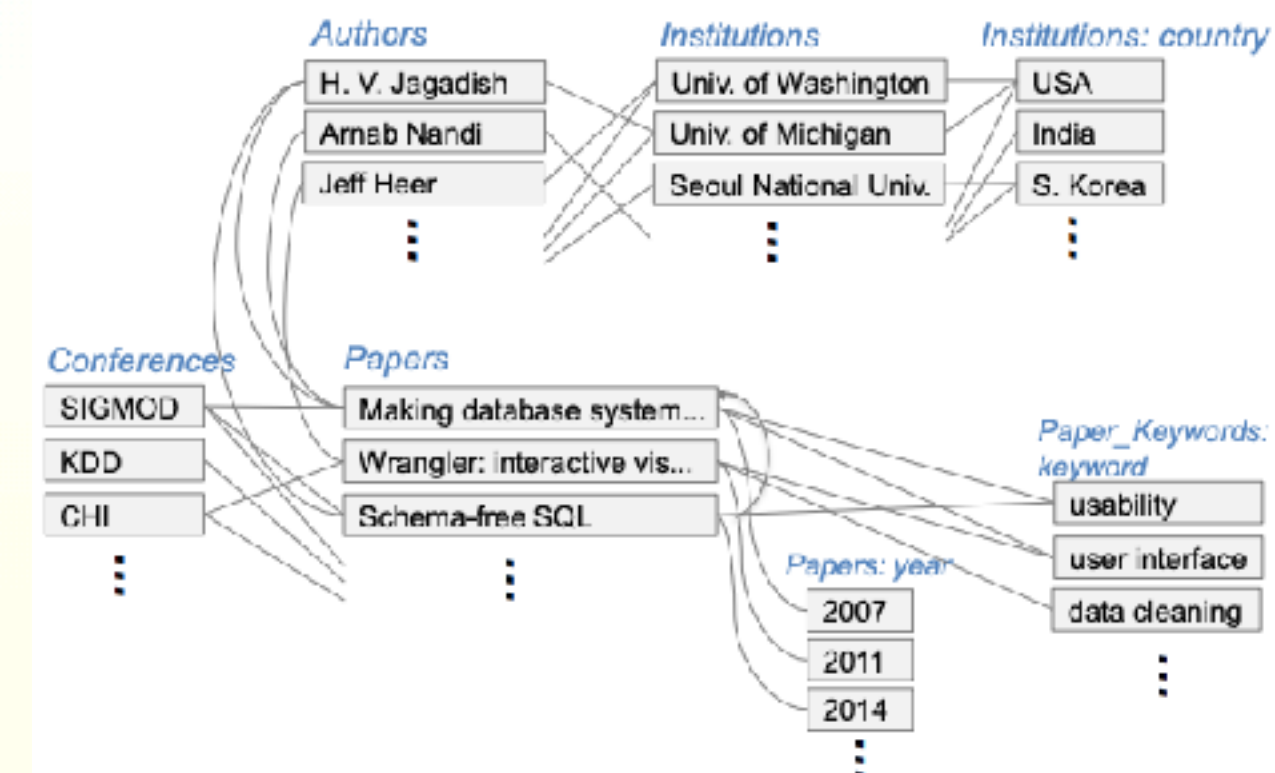 Authors
Institutions
Institutions: country
H. V. Jagadish
Univ. of Washington
USA
Arnab Nandi
Univ. of Michigan
India
Jeff Heer
Seoul National Univ.
S. Korea
Conferences
Papers
SIGMOD
Making database system...
KDD
Wrangler: interactive vis...
CHI
Schema-free SQL
Paper_Keywords:
keyword
usability
user interface
data cleaning
Papers: year
2007
2011
2014